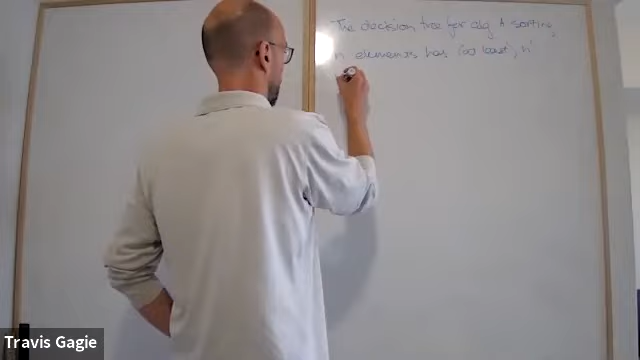 The decision tree for alg A sorting
n elements has (at least) n!
Travis Gagie